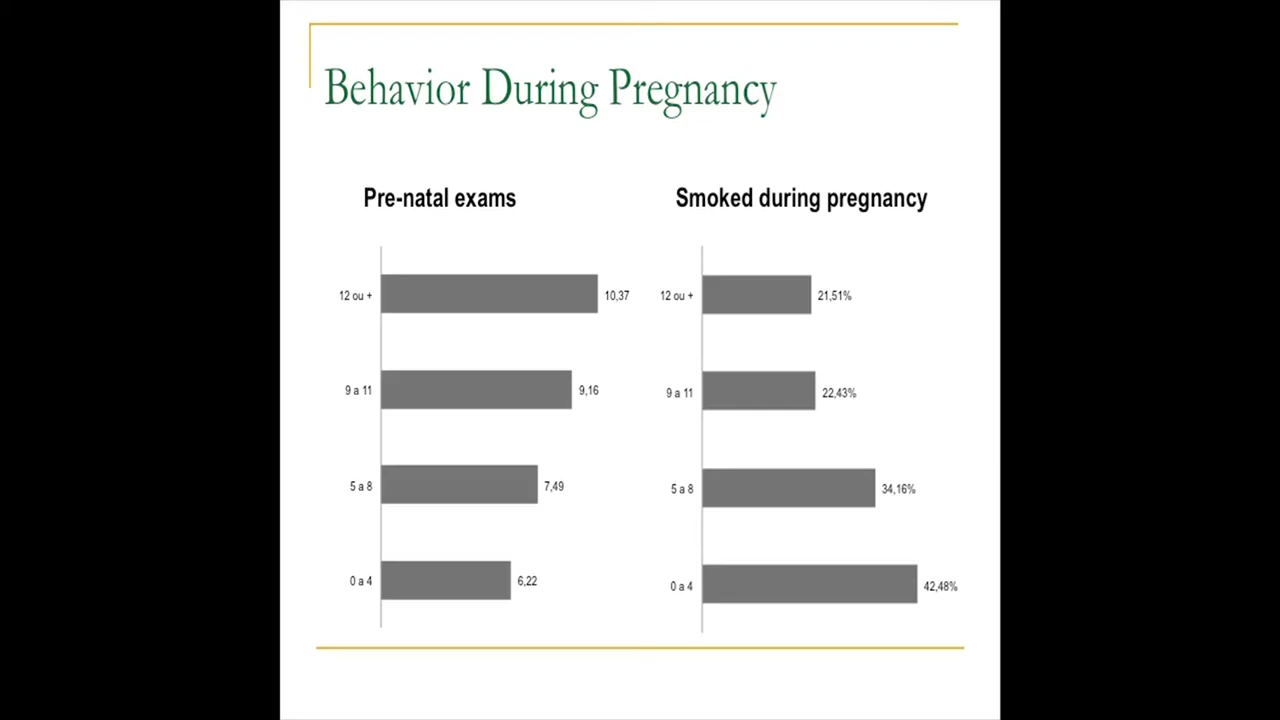 Behavior During Pregnancy
Pre-natal exams
12 ou + 10,37
9 a 11 9,16
5 a 8 7,49
0 a 4 6,22
Smoked during pregnancy
12 ou + 21,51%
9 a 11 22,43%
5 a 8 34,16%
0 a 4 42,48%